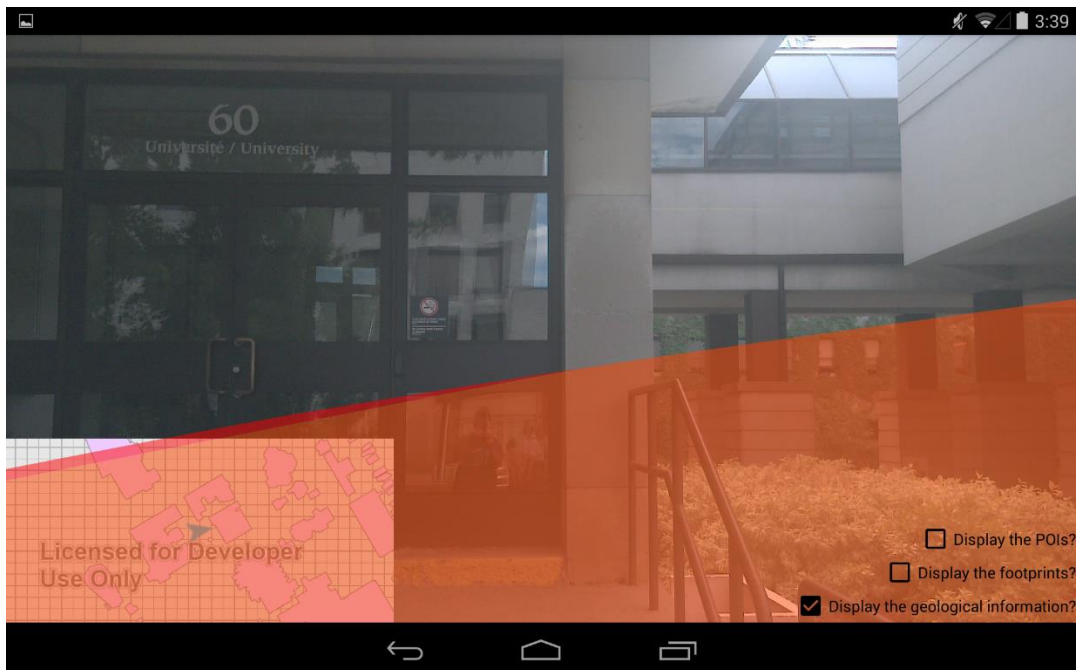 3:39
60
Université / University
Licensed for Developer
Use Only
Display the POIs?
Display the footprints?
Display the geological information?